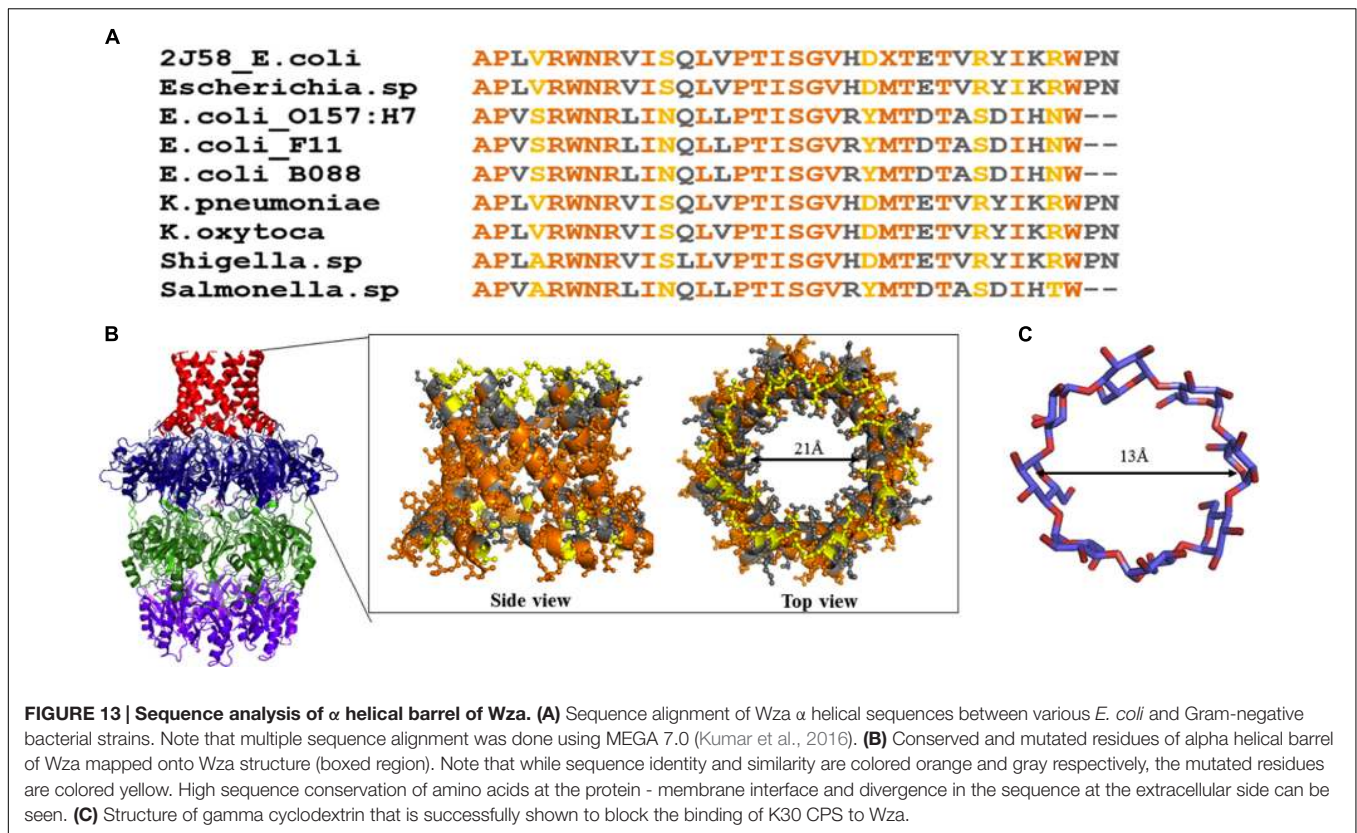 A
2J58_E.coli APLVRWNRVISQLVPTISGVHDXTETVRYIKRWPN
Escherichia.sp APLVRWNRVISQLVPTISGVHDMTETVRYIKRWPN
E.coli_O157:H7 APVSRWNRLINQLLPTISGVRYMTDTASDIHNW--
E.coli_F11 APVSRWNRLINQLLPTISGVRYMTDTASDIHNW--
E.coli_B088 APVSRWNRLINQLLPTISGVRYMTDTASDIHNW--
K.pneumoniae APLVRWNRVISQLVPTISGVHDMTETVRYIKRWPN
K.oxytoca APLVRWNRVISQLVPTISGVHDMTETVRYIKRWPN
Shigella.sp APLARWNRVISLLVPTISGVHDMTETVRYIKRWPN
Salmonella.sp APVARWNRLINQLLPTISGVRYMTDTASDIHTW--
B
21Å
Side view
Top view
C
13Å
FIGURE 13 | Sequence analysis of α helical barrel of Wza. (A) Sequence alignment of Wza α helical sequences between various E. coli and Gram-negative
bacterial strains. Note that multiple sequence alignment was done using MEGA 7.0 (Kumar et al., 2016). (B) Conserved and mutated residues of alpha helical barrel
of Wza mapped onto Wza structure (boxed region). Note that while sequence identity and similarity are colored orange and gray respectively, the mutated residues
are colored yellow. High sequence conservation of amino acids at the protein - membrane interface and divergence in the sequence at the extracellular side can be
seen. (C) Structure of gamma cyclodextrin that is successfully shown to block the binding of K30 CPS to Wza.